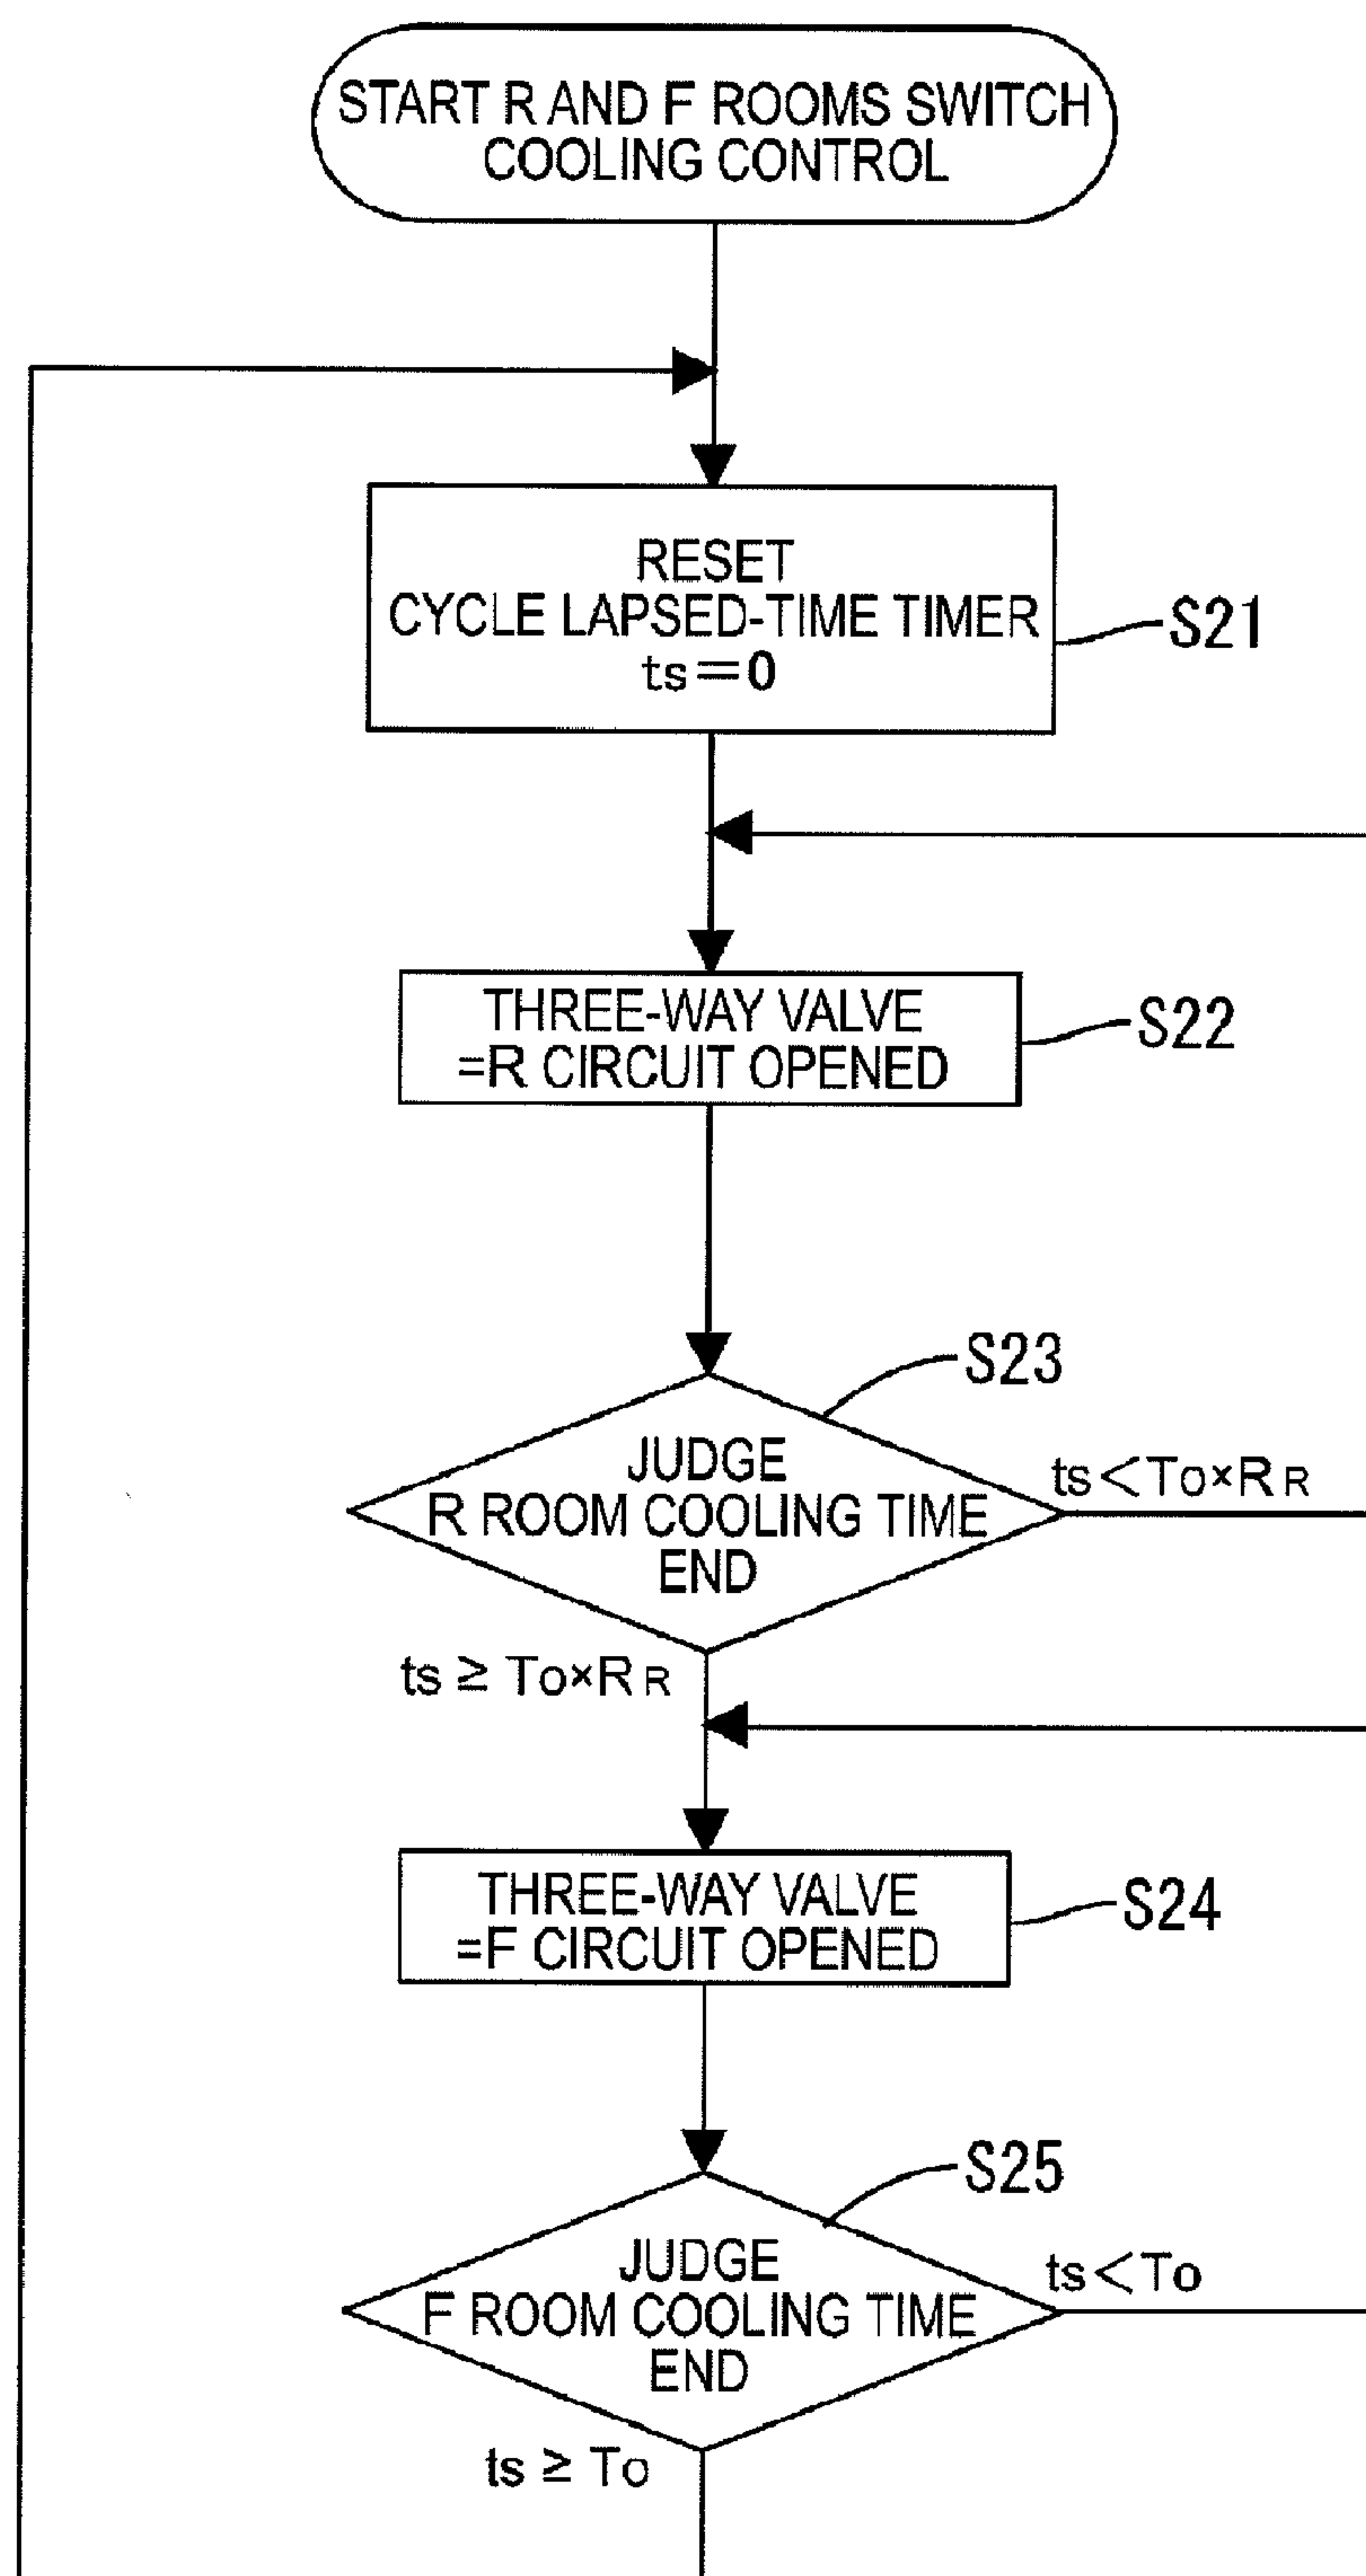 START R AND F ROOMS SWITCH
COOLING CONTROL
RESET
CYCLE LAPSED-TIME TIMER
ts=0
S21
THREE-WAY VALVE
=R CIRCUIT OPENED
S22
S23
JUDGE
R ROOM COOLING TIME
END
ts<To×RR
ts ≥ To×RR
THREE-WAY VALVE
=F CIRCUIT OPENED
S24
S25
JUDGE
F ROOM COOLING TIME
END
ts<To
ts ≥ To